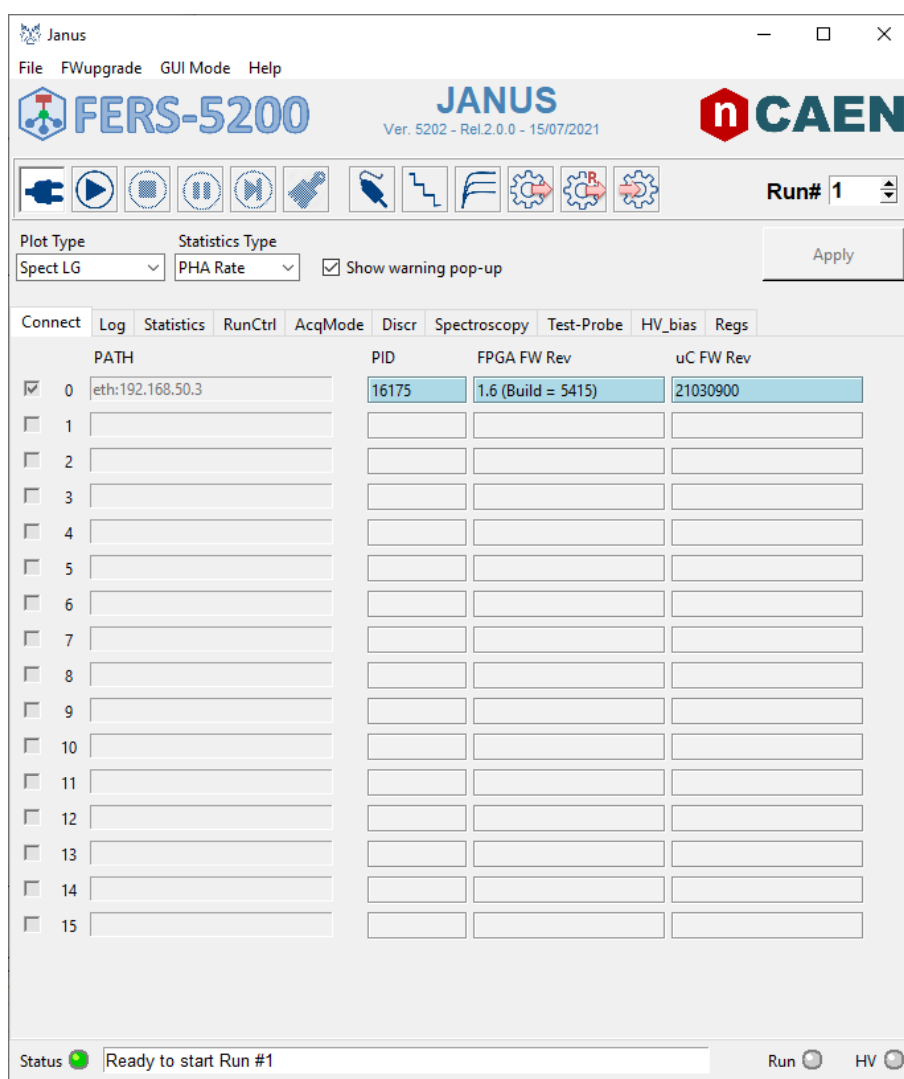 Janus
File FWupgrade GUI Mode Help
FERS-5200
JANUS
Ver. 5202 - Rel.2.0.0 - 15/07/2021
n CAEN
R
Run# 1
Plot Type Statistics Type
Spect LG PHA Rate Show warning pop-up Apply
Connect Log Statistics RunCtrl AcqMode Discr Spectroscopy Test-Probe HV_bias Regs
PATH PID FPGA FW Rev uC FW Rev
0 eth:192.168.50.3 16175 1.6 (Build = 5415) 21030900
1
2
3
4
5
6
7
8
9
10
11
12
13
14
15
Status Ready to start Run #1 Run HV